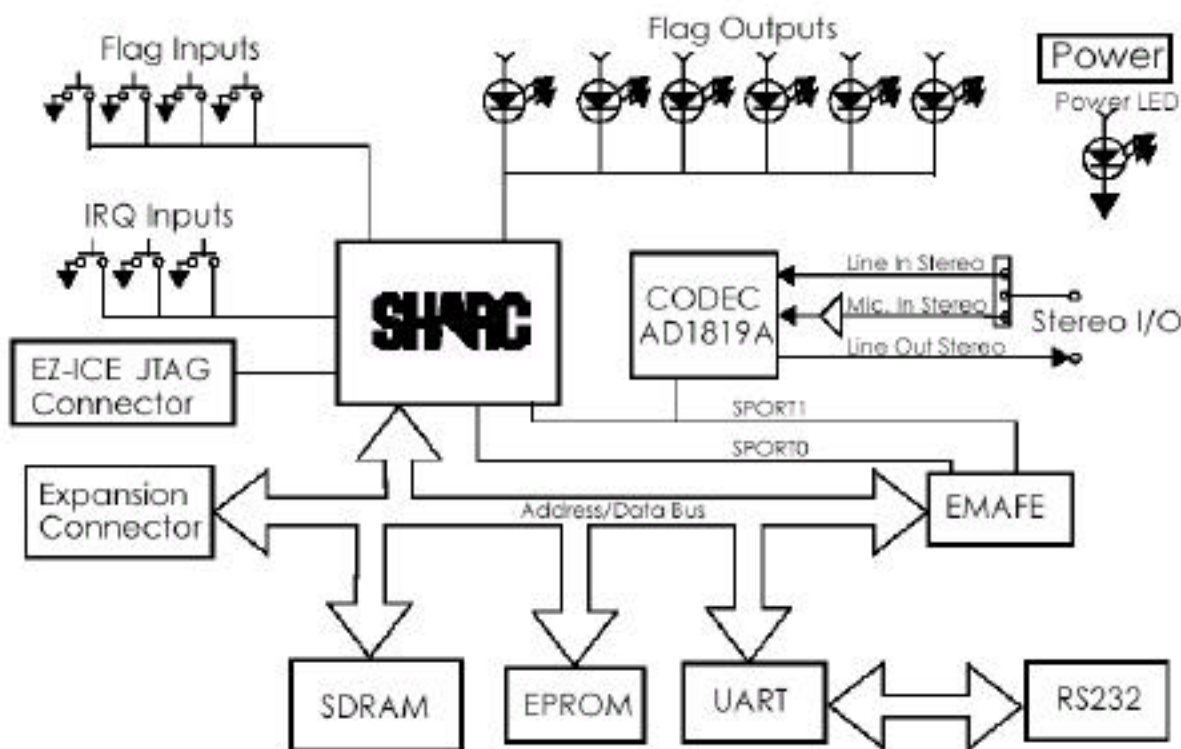 Flag Inputs
Flag Outputs
Power
Power LED
IRQ Inputs
SHARC
CODEC
AD1819A
Line In Stereo
Mic. In Stereo
Line Out Stereo
Stereo I/O
EZ-ICE JTAG
Connector
SPORT1
SPORT0
Expansion
Connector
Address/Data Bus
EMAFE
SDRAM
EPROM
UART
RS232